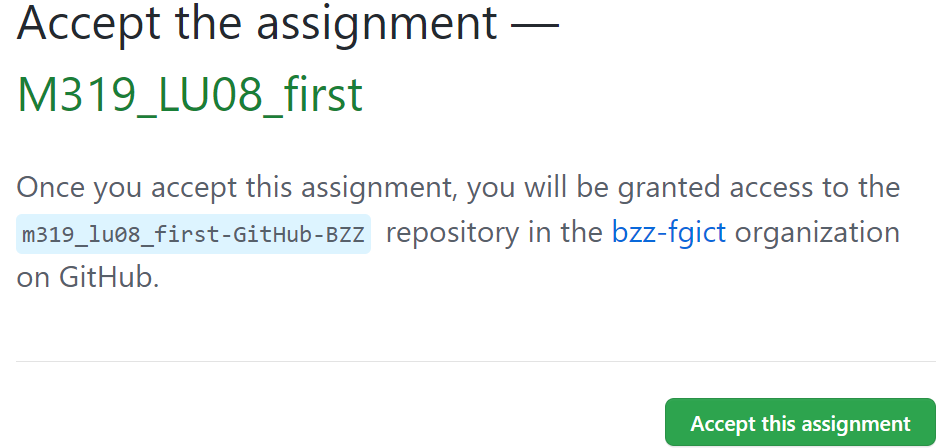 Accept the assignment —
M319_LU08_first
Once you accept this assignment, you will be granted access to the
m319_lu08_first-GitHub-BZZ repository in the bzz-fgict organization
on GitHub.
Accept this assignment